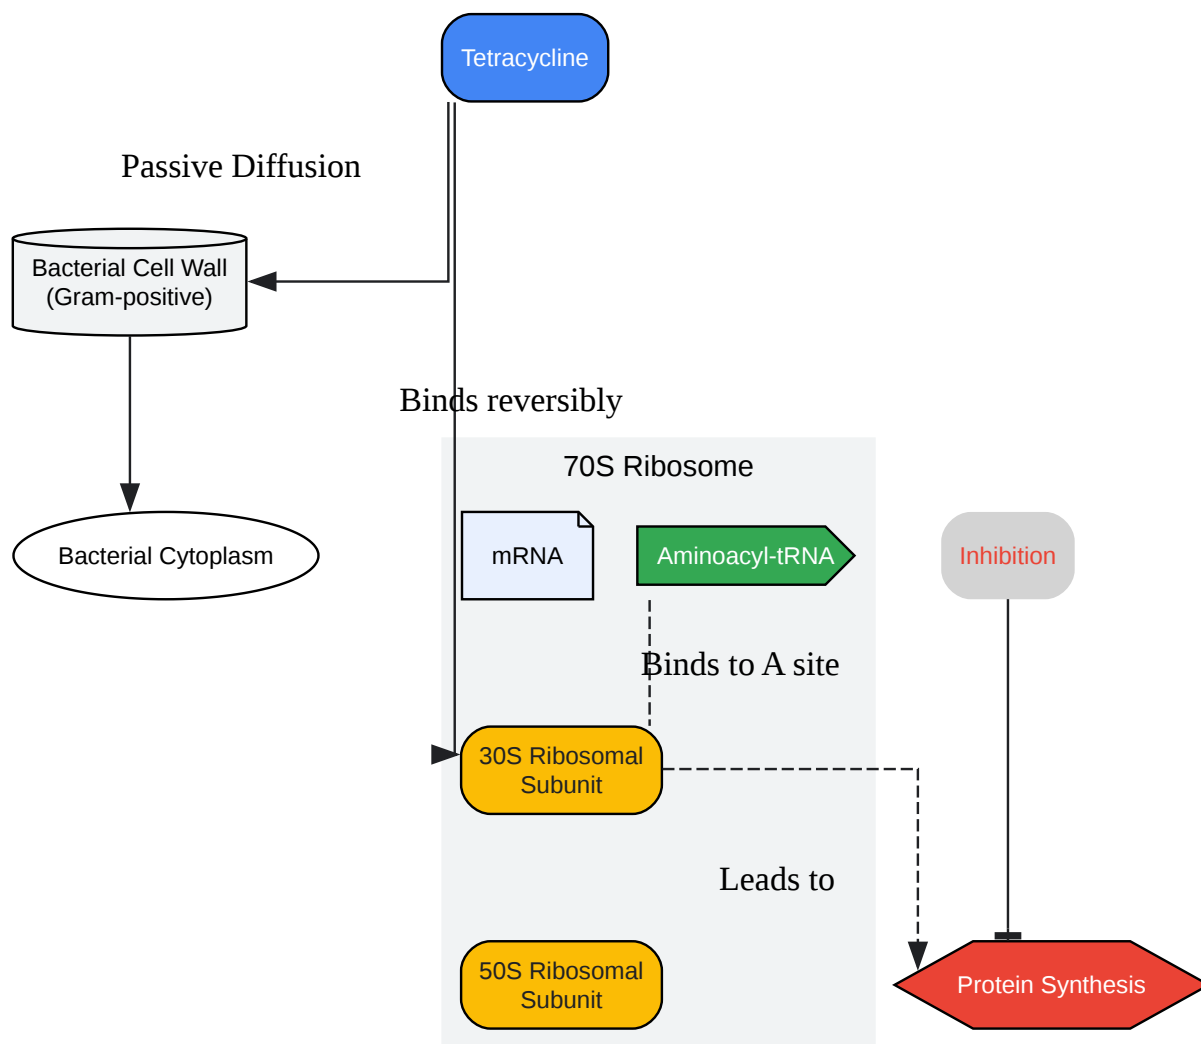 Tetracycline
Passive Diffusion
Bacterial Cell Wall
(Gram-positive)
Binds reversibly
70S Ribosome
Bacterial Cytoplasm
mRNA
Aminoacyl-tRNA
Inhibition
Binds to A site
30S Ribosomal
Subunit
Leads to
50S Ribosomal
Subunit
Protein Synthesis